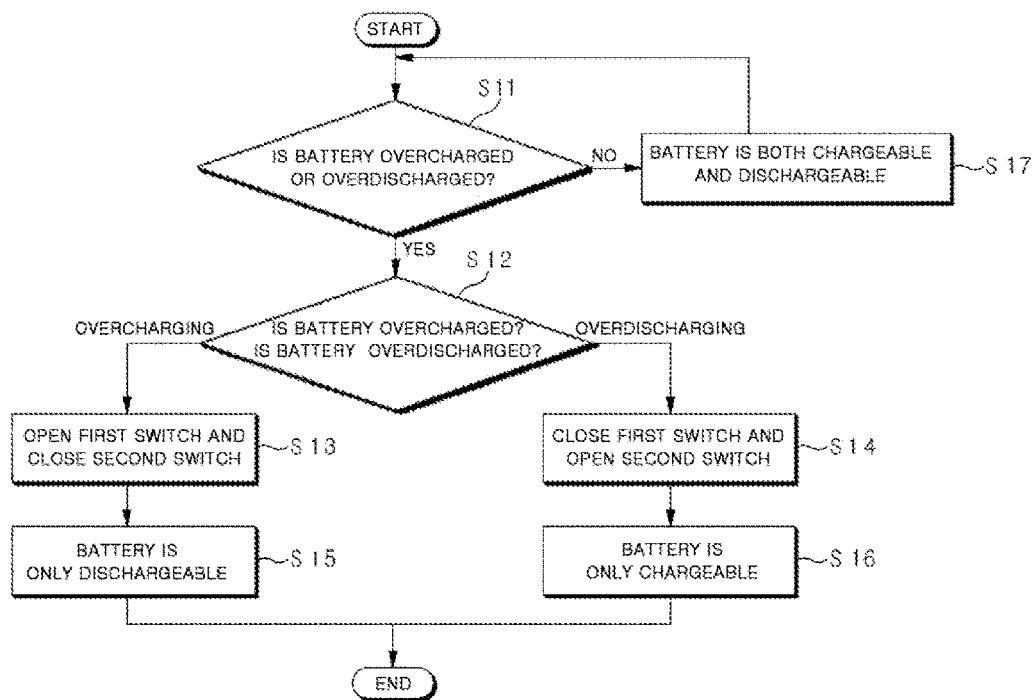 START
S11
IS BATTERY OVERCHARGED
OR OVERDISCHARGED?
NO
BATTERY IS BOTH CHARGEABLE
AND DISCHARGEABLE
S17
YES
S12
OVERCHARGING
IS BATTERY OVERCHARGED?
IS BATTERY OVERDISCHARGED?
OVERDISCHARGING
OPEN FIRST SWITCH AND
CLOSE SECOND SWITCH
S13
CLOSE FIRST SWITCH AND
OPEN SECOND SWITCH
S14
BATTERY IS
ONLY DISCHARGEABLE
S15
BATTERY IS
ONLY CHARGEABLE
S16
END